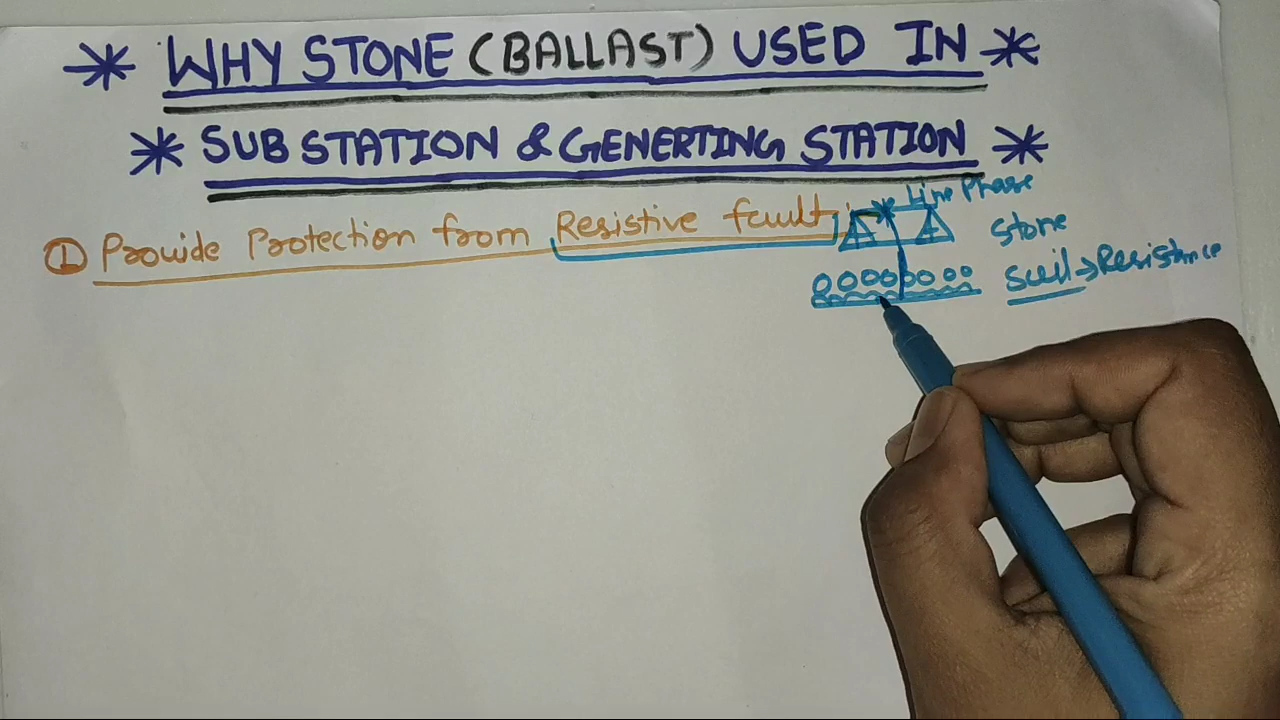 * WHY STONE (BALLAST) USED IN *
* SUB STATION & GENERTING STATION *
① Provide Protection from Resistive fault
Line Phase
Stone
Soil → Resistance